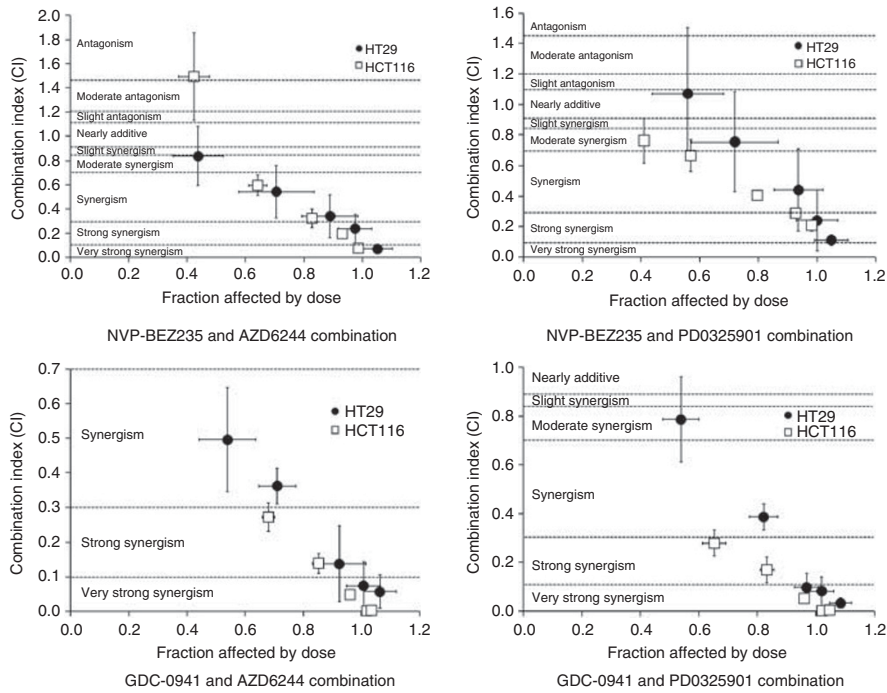 Combination index (CI)
2.0
1.8
1.6
1.4
1.2
1.0
0.8
0.6
0.4
0.2
0.0
Antagonism
Moderate antagonism
Slight antagonism
Nearly additive
Slight synergism
Moderate synergism
Synergism
Strong synergism
Very strong synergism
HT29
HCT116
0.0 0.2 0.4 0.6 0.8 1.0 1.2
Fraction affected by dose
NVP-BEZ235 and AZD6244 combination
Combination index (CI)
1.6
1.4
1.2
1.0
0.8
0.6
0.4
0.2
0.0
Antagonism
Moderate antagonism
Slight antagonism
Nearly additive
Slight synergism
Moderate synergism
Synergism
Strong synergism
Very strong synergism
HT29
HCT116
0.0 0.2 0.4 0.6 0.8 1.0 1.2
Fraction affected by dose
NVP-BEZ235 and PD0325901 combination
Combination index (CI)
0.7
0.6
0.5
0.4
0.3
0.2
0.1
0.0
Synergism
Strong synergism
Very strong synergism
HT29
HCT116
0.0 0.2 0.4 0.6 0.8 1.0 1.2
Fraction affected by dose
GDC-0941 and AZD6244 combination
Combination index (CI)
1.0
0.8
0.6
0.4
0.2
0.0
Nearly additive
Slight synergism
Moderate synergism
Synergism
Strong synergism
Very strong synergism
HT29
HCT116
0.0 0.2 0.4 0.6 0.8 1.0 1.2
Fraction affected by dose
GDC-0941 and PD0325901 combination